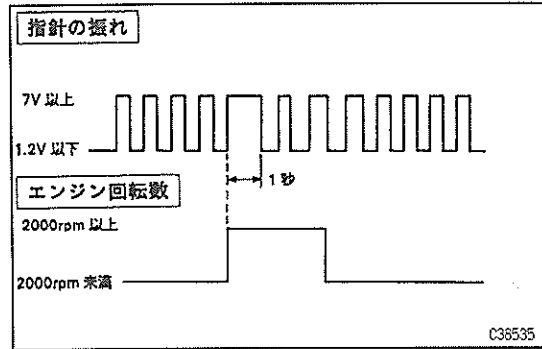 指針の振れ
7V 以上
1.2V 以下
1 秒
エンジン回転数
2000rpm 以上
2000rpm 未満
C38535